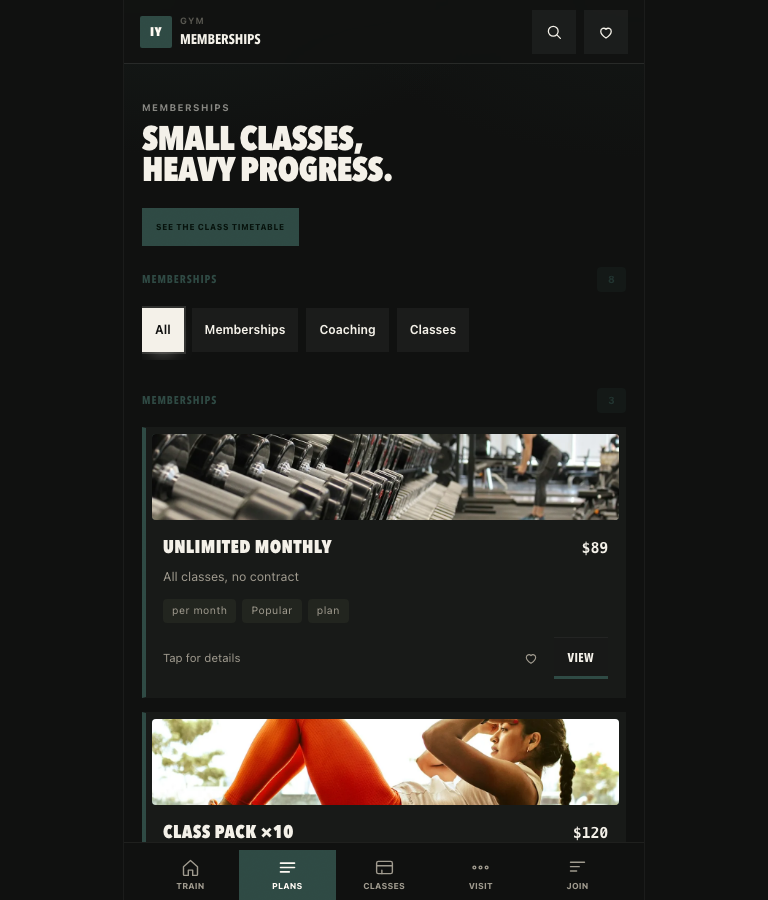 IY
GYM
MEMBERSHIPS
MEMBERSHIPS
SMALL CLASSES,
HEAVY PROGRESS.
SEE THE CLASS TIMETABLE
MEMBERSHIPS 6
All Memberships Coaching Classes
MEMBERSHIPS 3
UNLIMITED MONTHLY $89
All classes, no contract
per month Popular plan
Tap for details VIEW
CLASS PACK ×10 $120
TRAIN PLANS CLASSES VISIT JOIN